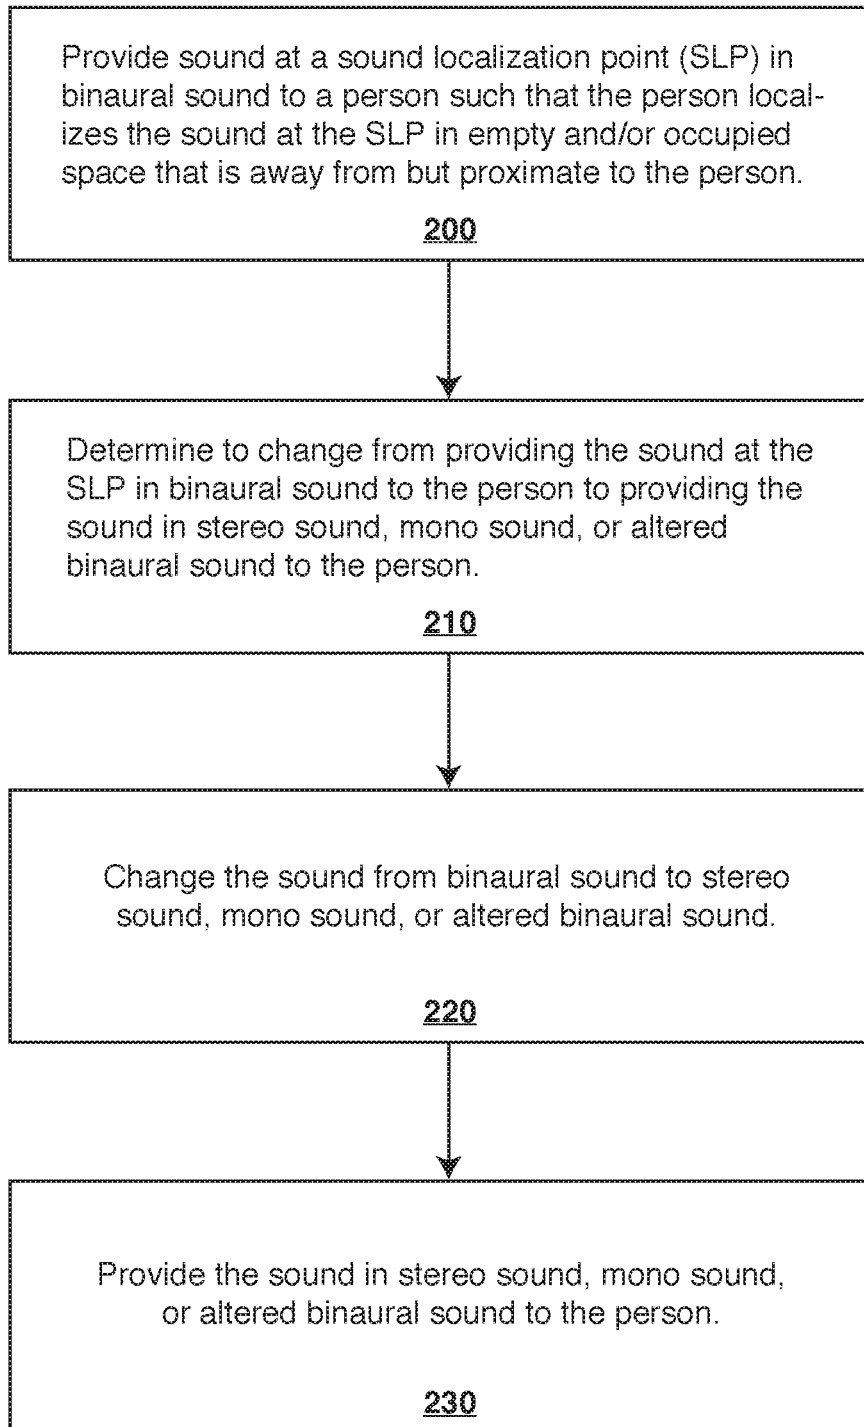 Provide sound at a sound localization point (SLP) in
binaural sound to a person such that the person local-
izes the sound at the SLP in empty and/or occupied
space that is away from but proximate to the person.
200
Determine to change from providing the sound at the
SLP in binaural sound to the person to providing the
sound in stereo sound, mono sound, or altered
binaural sound to the person.
210
Change the sound from binaural sound to stereo
sound, mono sound, or altered binaural sound.
220
Provide the sound in stereo sound, mono sound,
or altered binaural sound to the person.
230